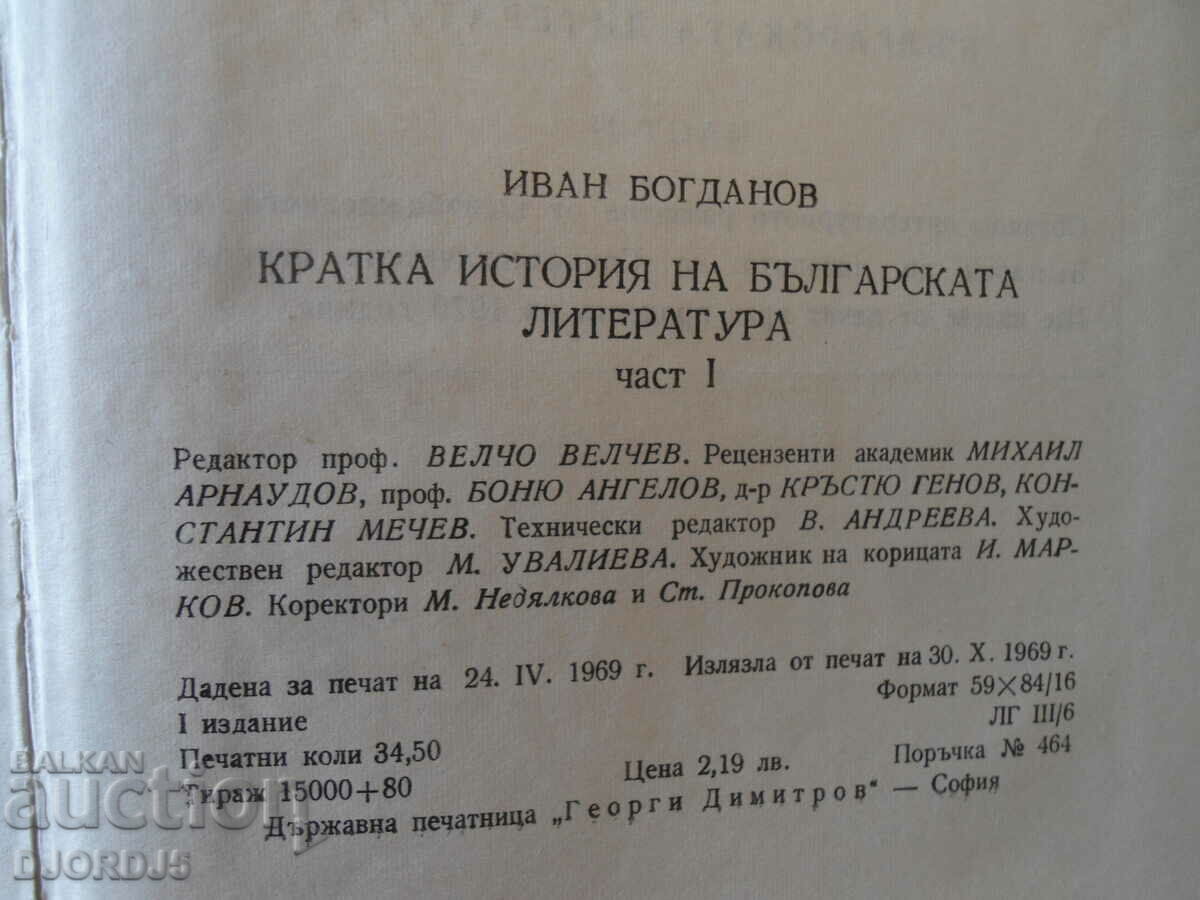 ИВАН БОГДАНОВ
КРАТКА ИСТОРИЯ НА БЪЛГАРСКАТА
ЛИТЕРАТУРА
част I
Редактор проф. ВЕЛЧО ВЕЛЧЕВ. Рецензенти академик МИХАИЛ
АРНАУДОВ, проф. БОНЮ АНГЕЛОВ, д-р КРЪСТЮ ГЕНОВ, КОН-
СТАНТИН МЕЧЕВ. Технически редактор В. АНДРЕЕВА. Худо-
жествен редактор М. УВАЛИЕВА. Художник на корицата И. МАР-
КОВ. Коректори М. Недялкова и Ст. Прокопова
Дадена за печат на 24. IV. 1969 г. Излязла от печат на 30. X. 1969 г.
I издание Формат 59×84/16
ЛГ III/6
Печатни коли 34,50 Цена 2,19 лв. Поръчка № 464
Тираж 15000+80
Държавна печатница „Георги Димитров“ — София
BALKAN
auction
DJORDJ5